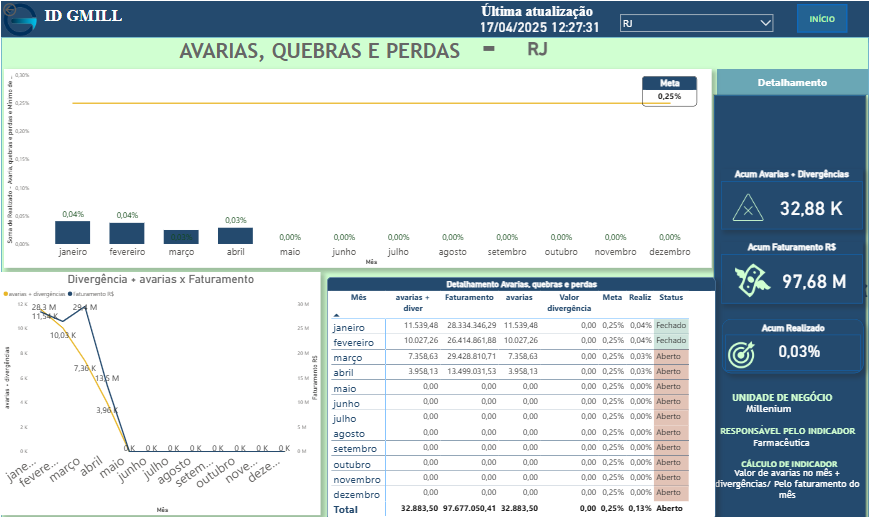 ID GMILL
Última atualização
17/04/2025 12:27:31
RJ
INÍCIO
AVARIAS, QUEBRAS E PERDAS - RJ
Soma de Realizado - Avaria, quebras e perdas e Mínimo de ...
0,30%
0,25%
0,20%
0,15%
0,10%
0,05%
0,00%
Meta
0,25%
0,04% 0,04% 0,03% 0,03% 0,00% 0,00% 0,00% 0,00% 0,00% 0,00% 0,00% 0,00%
janeiro fevereiro março abril maio junho julho agosto setembro outubro novembro dezembro
Mês
Divergência + avarias x Faturamento
avarias + divergências Faturamento R$
avarias + divergências
12 K
10 K
8 K
6 K
4 K
2 K
0 K
28,3 M
11,54 K
10,03 K
29,4 M
7,36 K
13,5 M
3,96 K
0 K 0 K 0 K 0 K 0 K 0 K 0 K 0 K
30 M
25 M
20 M
15 M
10 M
5 M
0 M
Faturamento R$
jane... fevere... março abril maio junho julho agosto setem... outubro nove... deze...
Mês
Detalhamento Avarias, quebras e perdas
Mês avarias + diver Faturamento avarias Valor divergência Meta Realiz Status
janeiro 11.539,48 28.334.346,29 11.539,48 0,00 0,25% 0,04% Fechado
fevereiro 10.027,26 26.414.861,88 10.027,26 0,00 0,25% 0,04% Fechado
março 7.358,63 29.428.810,71 7.358,63 0,00 0,25% 0,03% Aberto
abril 3.958,13 13.499.031,53 3.958,13 0,00 0,25% 0,03% Aberto
maio 0,00 0,00 0,00 0,00 0,25% 0,00% Aberto
junho 0,00 0,00 0,00 0,00 0,25% 0,00% Aberto
julho 0,00 0,00 0,00 0,00 0,25% 0,00% Aberto
agosto 0,00 0,00 0,00 0,00 0,25% 0,00% Aberto
setembro 0,00 0,00 0,00 0,00 0,25% 0,00% Aberto
outubro 0,00 0,00 0,00 0,00 0,25% 0,00% Aberto
novembro 0,00 0,00 0,00 0,00 0,25% 0,00% Aberto
dezembro 0,00 0,00 0,00 0,00 0,25% 0,00% Aberto
Total 32.883,50 97.677.050,41 32.883,50 0,00 0,25% 0,13% Aberto
Detalhamento
Acum Avarias + Divergências
32,88 K
Acum Faturamento R$
97,68 M
Acum Realizado
0,03%
UNIDADE DE NEGÓCIO
Millenium
RESPONSÁVEL PELO INDICADOR
Farmacêutica
CÁLCULO DE INDICADOR
Valor de avarias no mês +
divergências/ Pelo faturamento do
mês